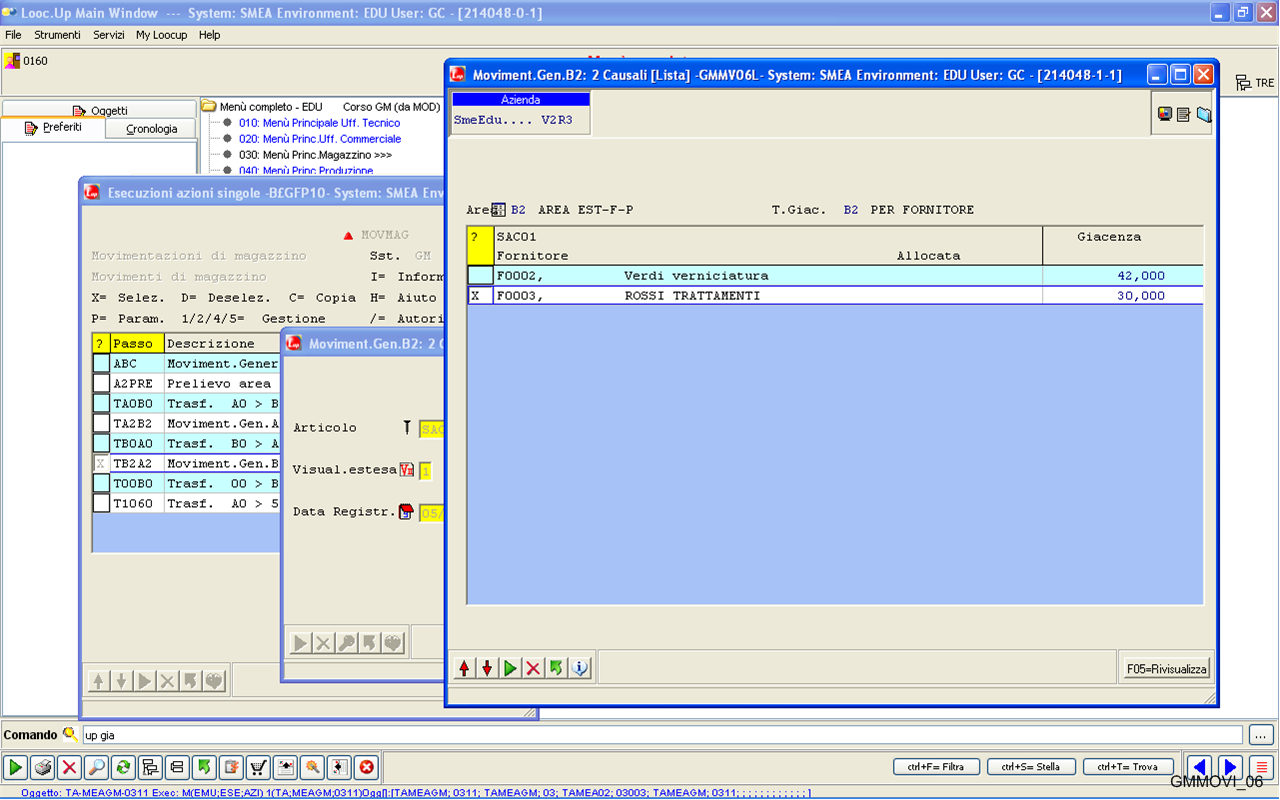 Looc.Up Main Window --- System: SMEA Environment: EDU User: GC - [214048-0-1]
File Strumenti Servizi My Loocup Help
0160
TRE
Oggetti
Preferiti Cronologia
Menù completo - EDU Corso GM (da MOD)
010: Menù Principale Uff. Tecnico
020: Menù Princ.Uff. Commerciale
030: Menù Princ.Magazzino >>>
040: Menù Princ.Produzione
Esecuzioni azioni singole -B£GFP10- System: SMEA Env
MOVMAG
Movimentazioni di magazzino Sst. GM
Movimenti di magazzino I= Inform
X= Selez. D= Deselez. C= Copia H= Aiuto
P= Param. 1/2/4/5= Gestione /= Autori
? Passo Descrizione
ABC Moviment.Gener
A2PRE Prelievo area
TA0B0 Trasf. A0 > B
TA2B2 Moviment.Gen.A
TB0A0 Trasf. B0 > A
X TB2A2 Moviment.Gen.B
T00B0 Trasf. 00 > B
T1060 Trasf. A0 > 5
Moviment.Gen.B2: 2 C
Articolo SAC
Visual.estesa 1
Data Registr. 05/
Moviment.Gen.B2: 2 Causali [Lista] -GMMV06L- System: SMEA Environment: EDU User: GC - [214048-1-1]
Azienda
SmeEdu.... V2R3
Are B2 AREA EST-F-P T.Giac. B2 PER FORNITORE
? SAC01 Giacenza
Fornitore Allocata
F0002, Verdi verniciatura 42,000
X F0003, ROSSI TRATTAMENTI 30,000
F05=Rivisualizza
Comando up gia ...
ctrl+F= Filtra ctrl+S= Stella ctrl+T= Trova
GMMOVI_06
Oggetto: TA-MEAGM-0311 Exec: M(EMU;ESE;AZI) 1(TA;MEAGM;0311)Ogg[]:[TAMEAGM; 0311; TAMEAGM; 03; TAMEA02; 03003; TAMEAGM; 0311; ; ; ; ; ; ; ; ; ; ; ; ]